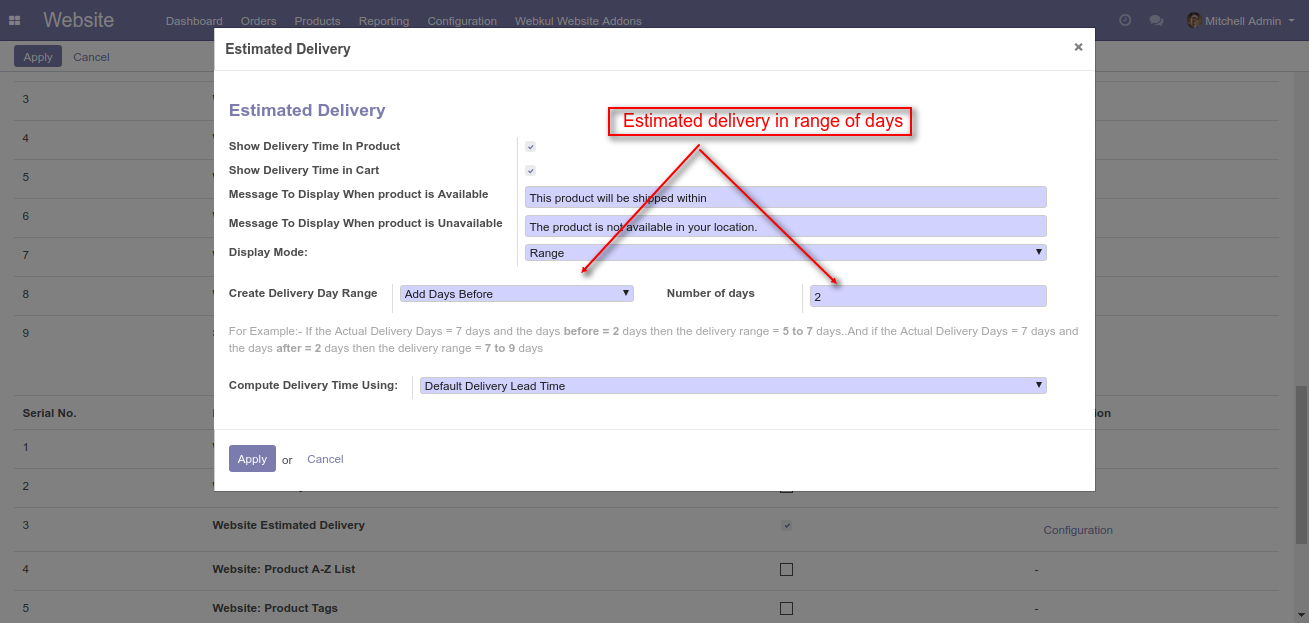 Website Dashboard Orders Products Reporting Configuration Webkul Website Addons Mitchell Admin
Apply Cancel
Estimated Delivery ×
3
4
5
6
7
8
9
Estimated Delivery
Estimated delivery in range of days
Show Delivery Time In Product
Show Delivery Time in Cart
Message To Display When product is Available This product will be shipped within
Message To Display When product is Unavailable The product is not available in your location.
Display Mode: Range
Create Delivery Day Range Add Days Before Number of days 2
For Example:- If the Actual Delivery Days = 7 days and the days before = 2 days then the delivery range = 5 to 7 days..And if the Actual Delivery Days = 7 days and
the days after = 2 days then the delivery range = 7 to 9 days
Compute Delivery Time Using: Default Delivery Lead Time
Apply or Cancel
Serial No.
1
2
3 Website Estimated Delivery Configuration
4 Website: Product A-Z List -
5 Website: Product Tags -